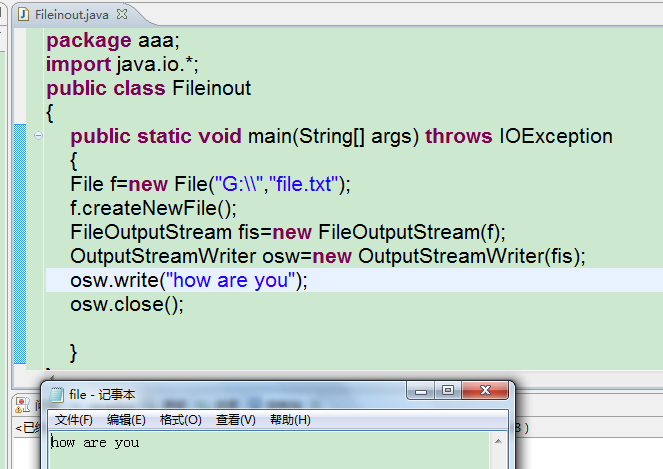 Fileinout.java
package aaa;
import java.io.*;
public class Fileinout
{
public static void main(String[] args) throws IOException
{
File f=new File("G:\\","file.txt");
f.createNewFile();
FileOutputStream fis=new FileOutputStream(f);
OutputStreamWriter osw=new OutputStreamWriter(fis);
osw.write("how are you");
osw.close();
}
file - 记事本
文件(F) 编辑(E) 格式(O) 查看(V) 帮助(H)
how are you